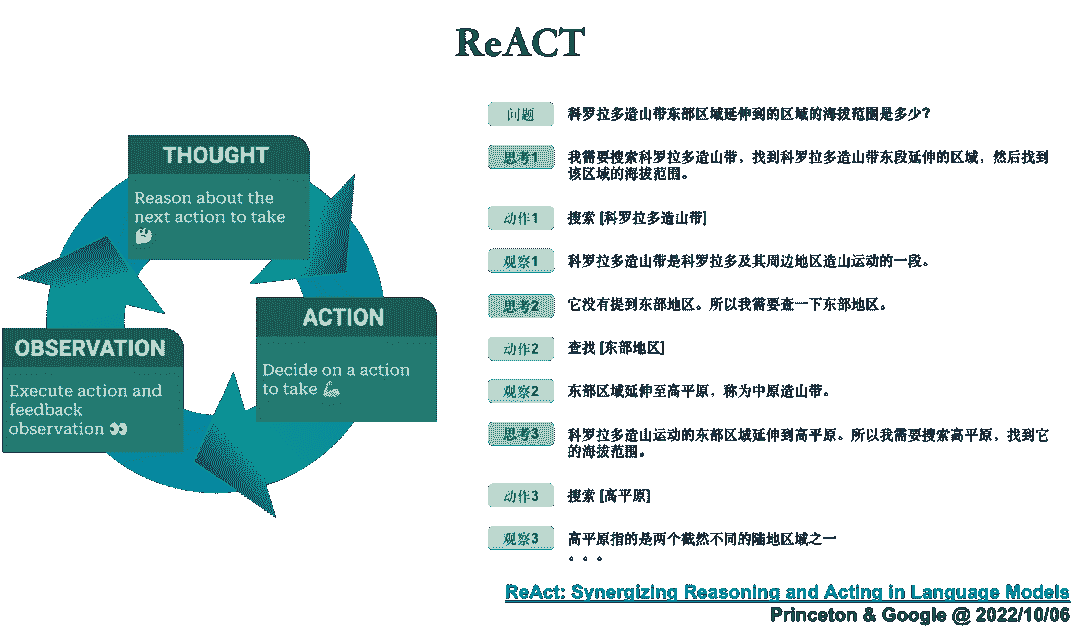 ReACT
THOUGHT
Reason about the
next action to take
🤔
ACTION
Decide on a action
to take 💪
OBSERVATION
Execute action and
feedback
observation 👀
问题
科罗拉多造山带东部区域延伸到的区域的海拔范围是多少?
思考1
我需要搜索科罗拉多造山带，找到科罗拉多造山带东段延伸的区域，然后找到
该区域的海拔范围。
动作1
搜索 [科罗拉多造山带]
观察1
科罗拉多造山带是科罗拉多及其周边地区造山运动的一段。
思考2
它没有提到东部地区。所以我需要查一下东部地区。
动作2
查找 [东部地区]
观察2
东部区域延伸至高平原，称为中原造山带。
思考3
科罗拉多造山运动的东部区域延伸到高平原。所以我需要搜索高平原，找到它
的海拔范围。
动作3
搜索 [高平原]
观察3
高平原指的是两个截然不同的陆地区域之一
。。。
ReAct: Synergizing Reasoning and Acting in Language Models
Princeton & Google @ 2022/10/06